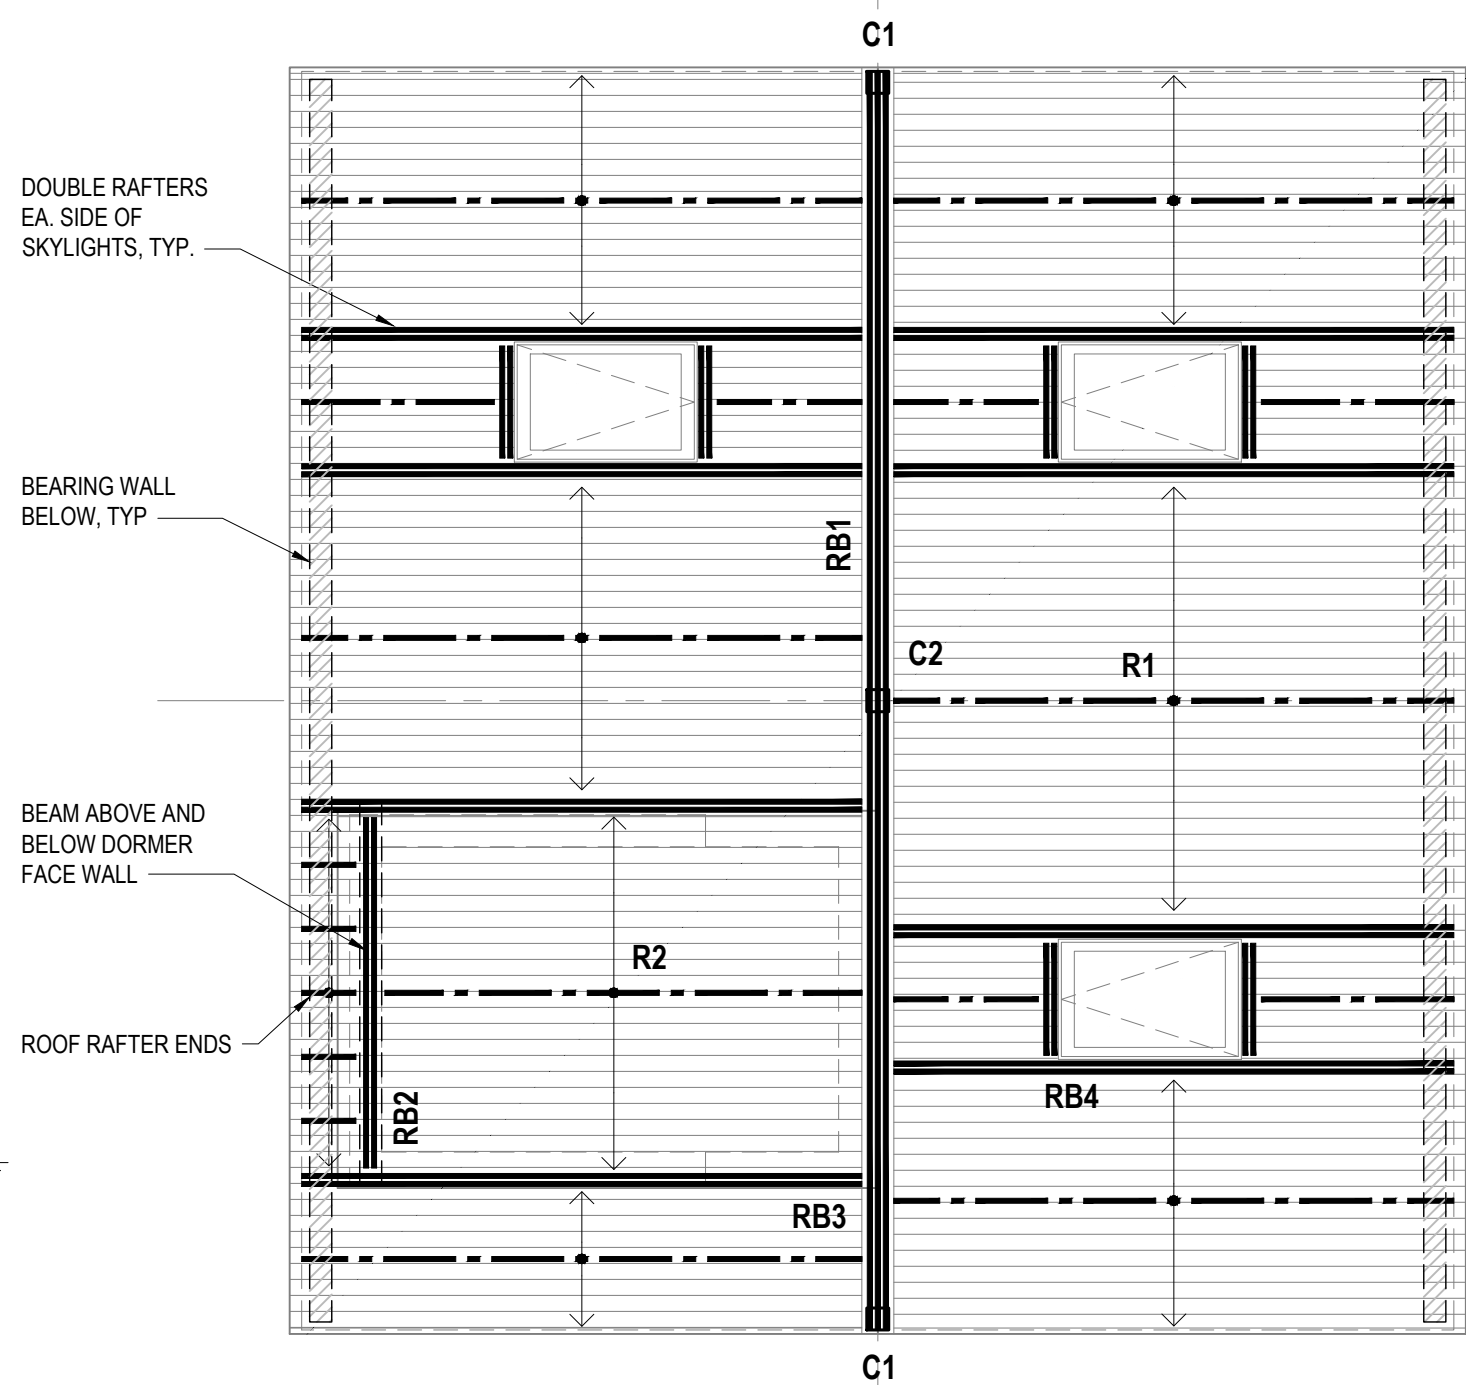 C1
DOUBLE RAFTERS
EA. SIDE OF
SKYLIGHTS, TYP.
BEARING WALL
BELOW, TYP
RB1
C2
R1
BEAM ABOVE AND
BELOW DORMER
FACE WALL
R2
ROOF RAFTER ENDS
RB2
RB4
RB3
C1